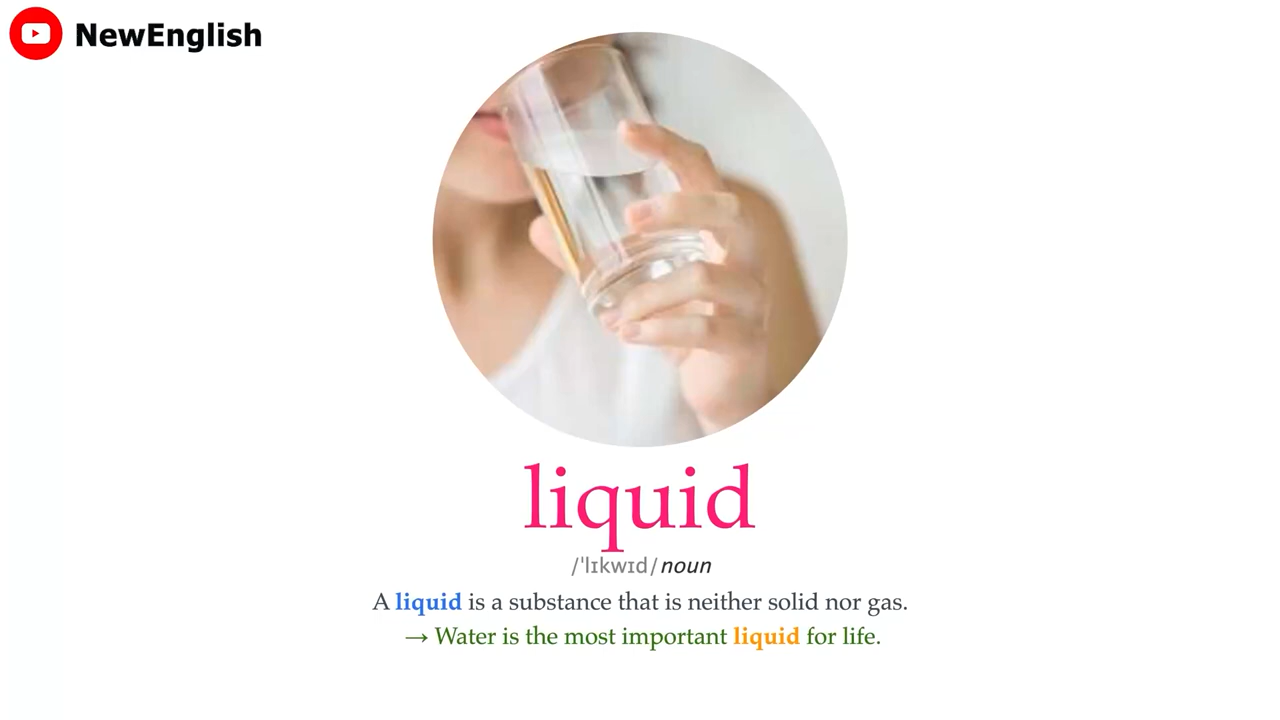 NewEnglish
liquid
/ˈlɪkwɪd/noun
A liquid is a substance that is neither solid nor gas.
→ Water is the most important liquid for life.